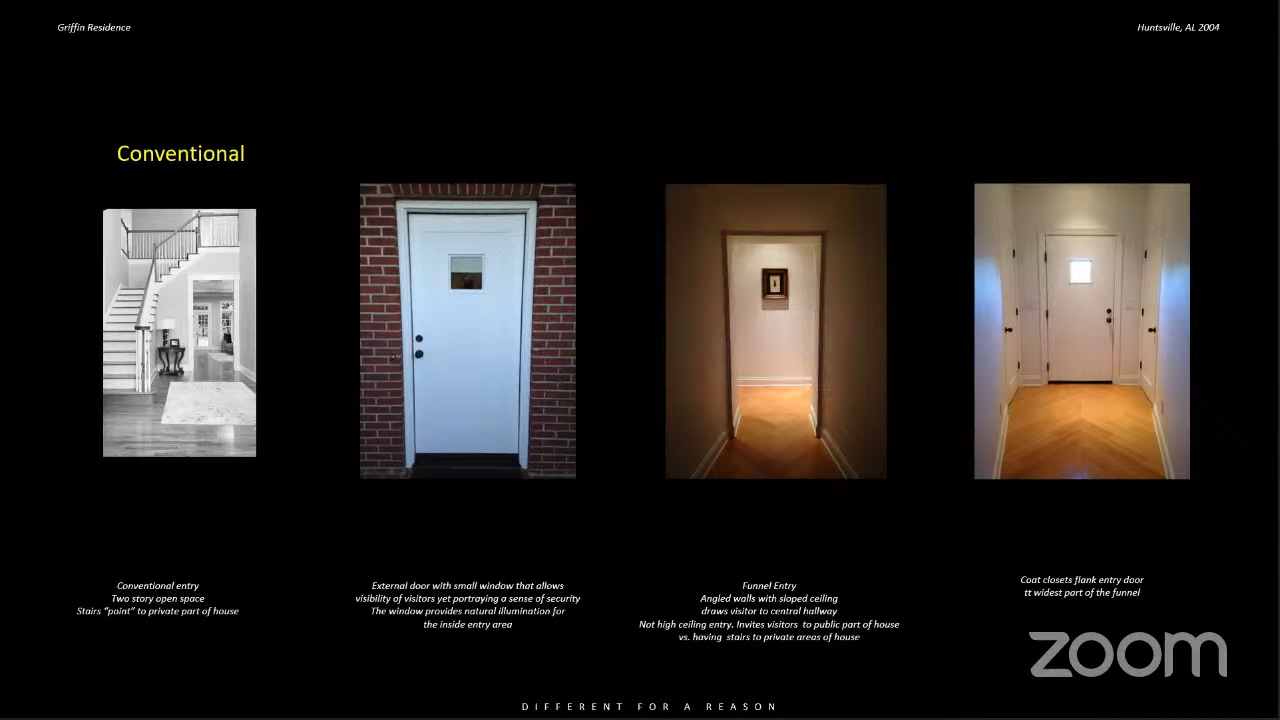 Griffin Residence
Huntsville, AL 2004
Conventional
Conventional entry
Two story open space
Stairs “point” to private part of house
External door with small window that allows
visibility of visitors yet portraying a sense of security
The window provides natural illumination for
the inside entry area
Funnel Entry
Angled walls with sloped ceiling
draws visitor to central hallway
Not high ceiling entry. Invites visitors to public part of house
vs. having stairs to private areas of house
Coat closets flank entry door
tt widest part of the funnel
zoom
DIFFERENT FOR A REASON